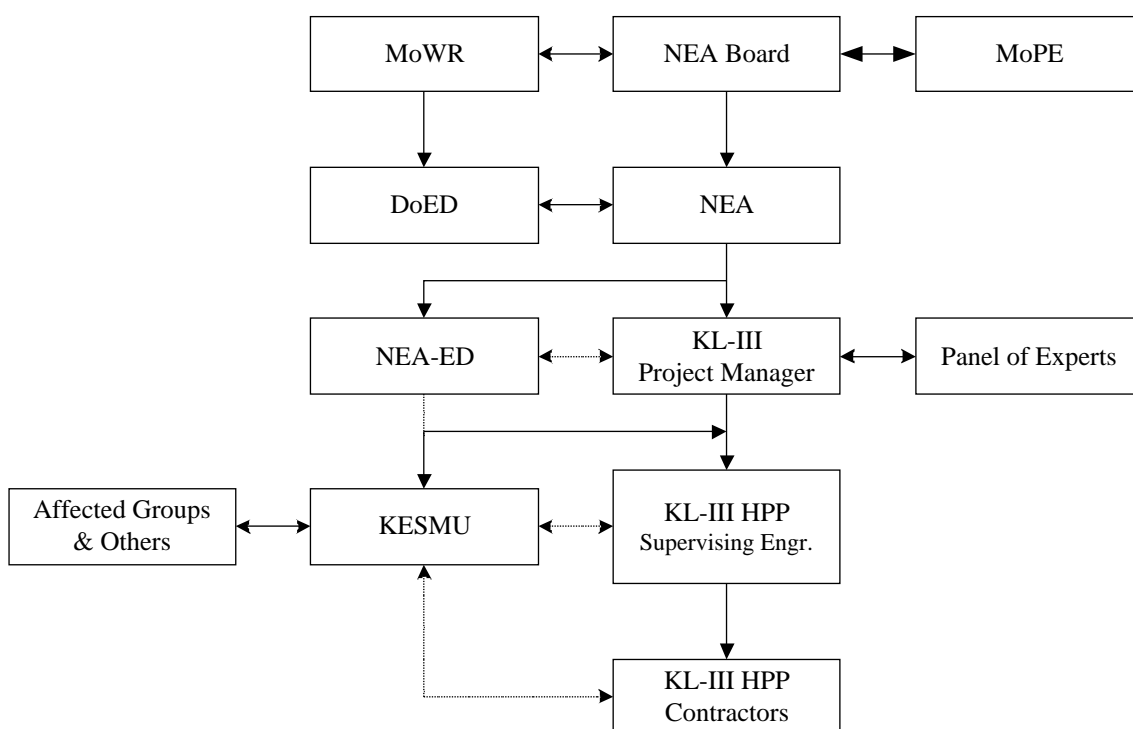 MoWR
NEA Board
MoPE
DoED
NEA
NEA-ED
KL-III
Project Manager
Panel of Experts
Affected Groups
& Others
KESMU
KL-III HPP
Supervising Engr.
KL-III HPP
Contractors